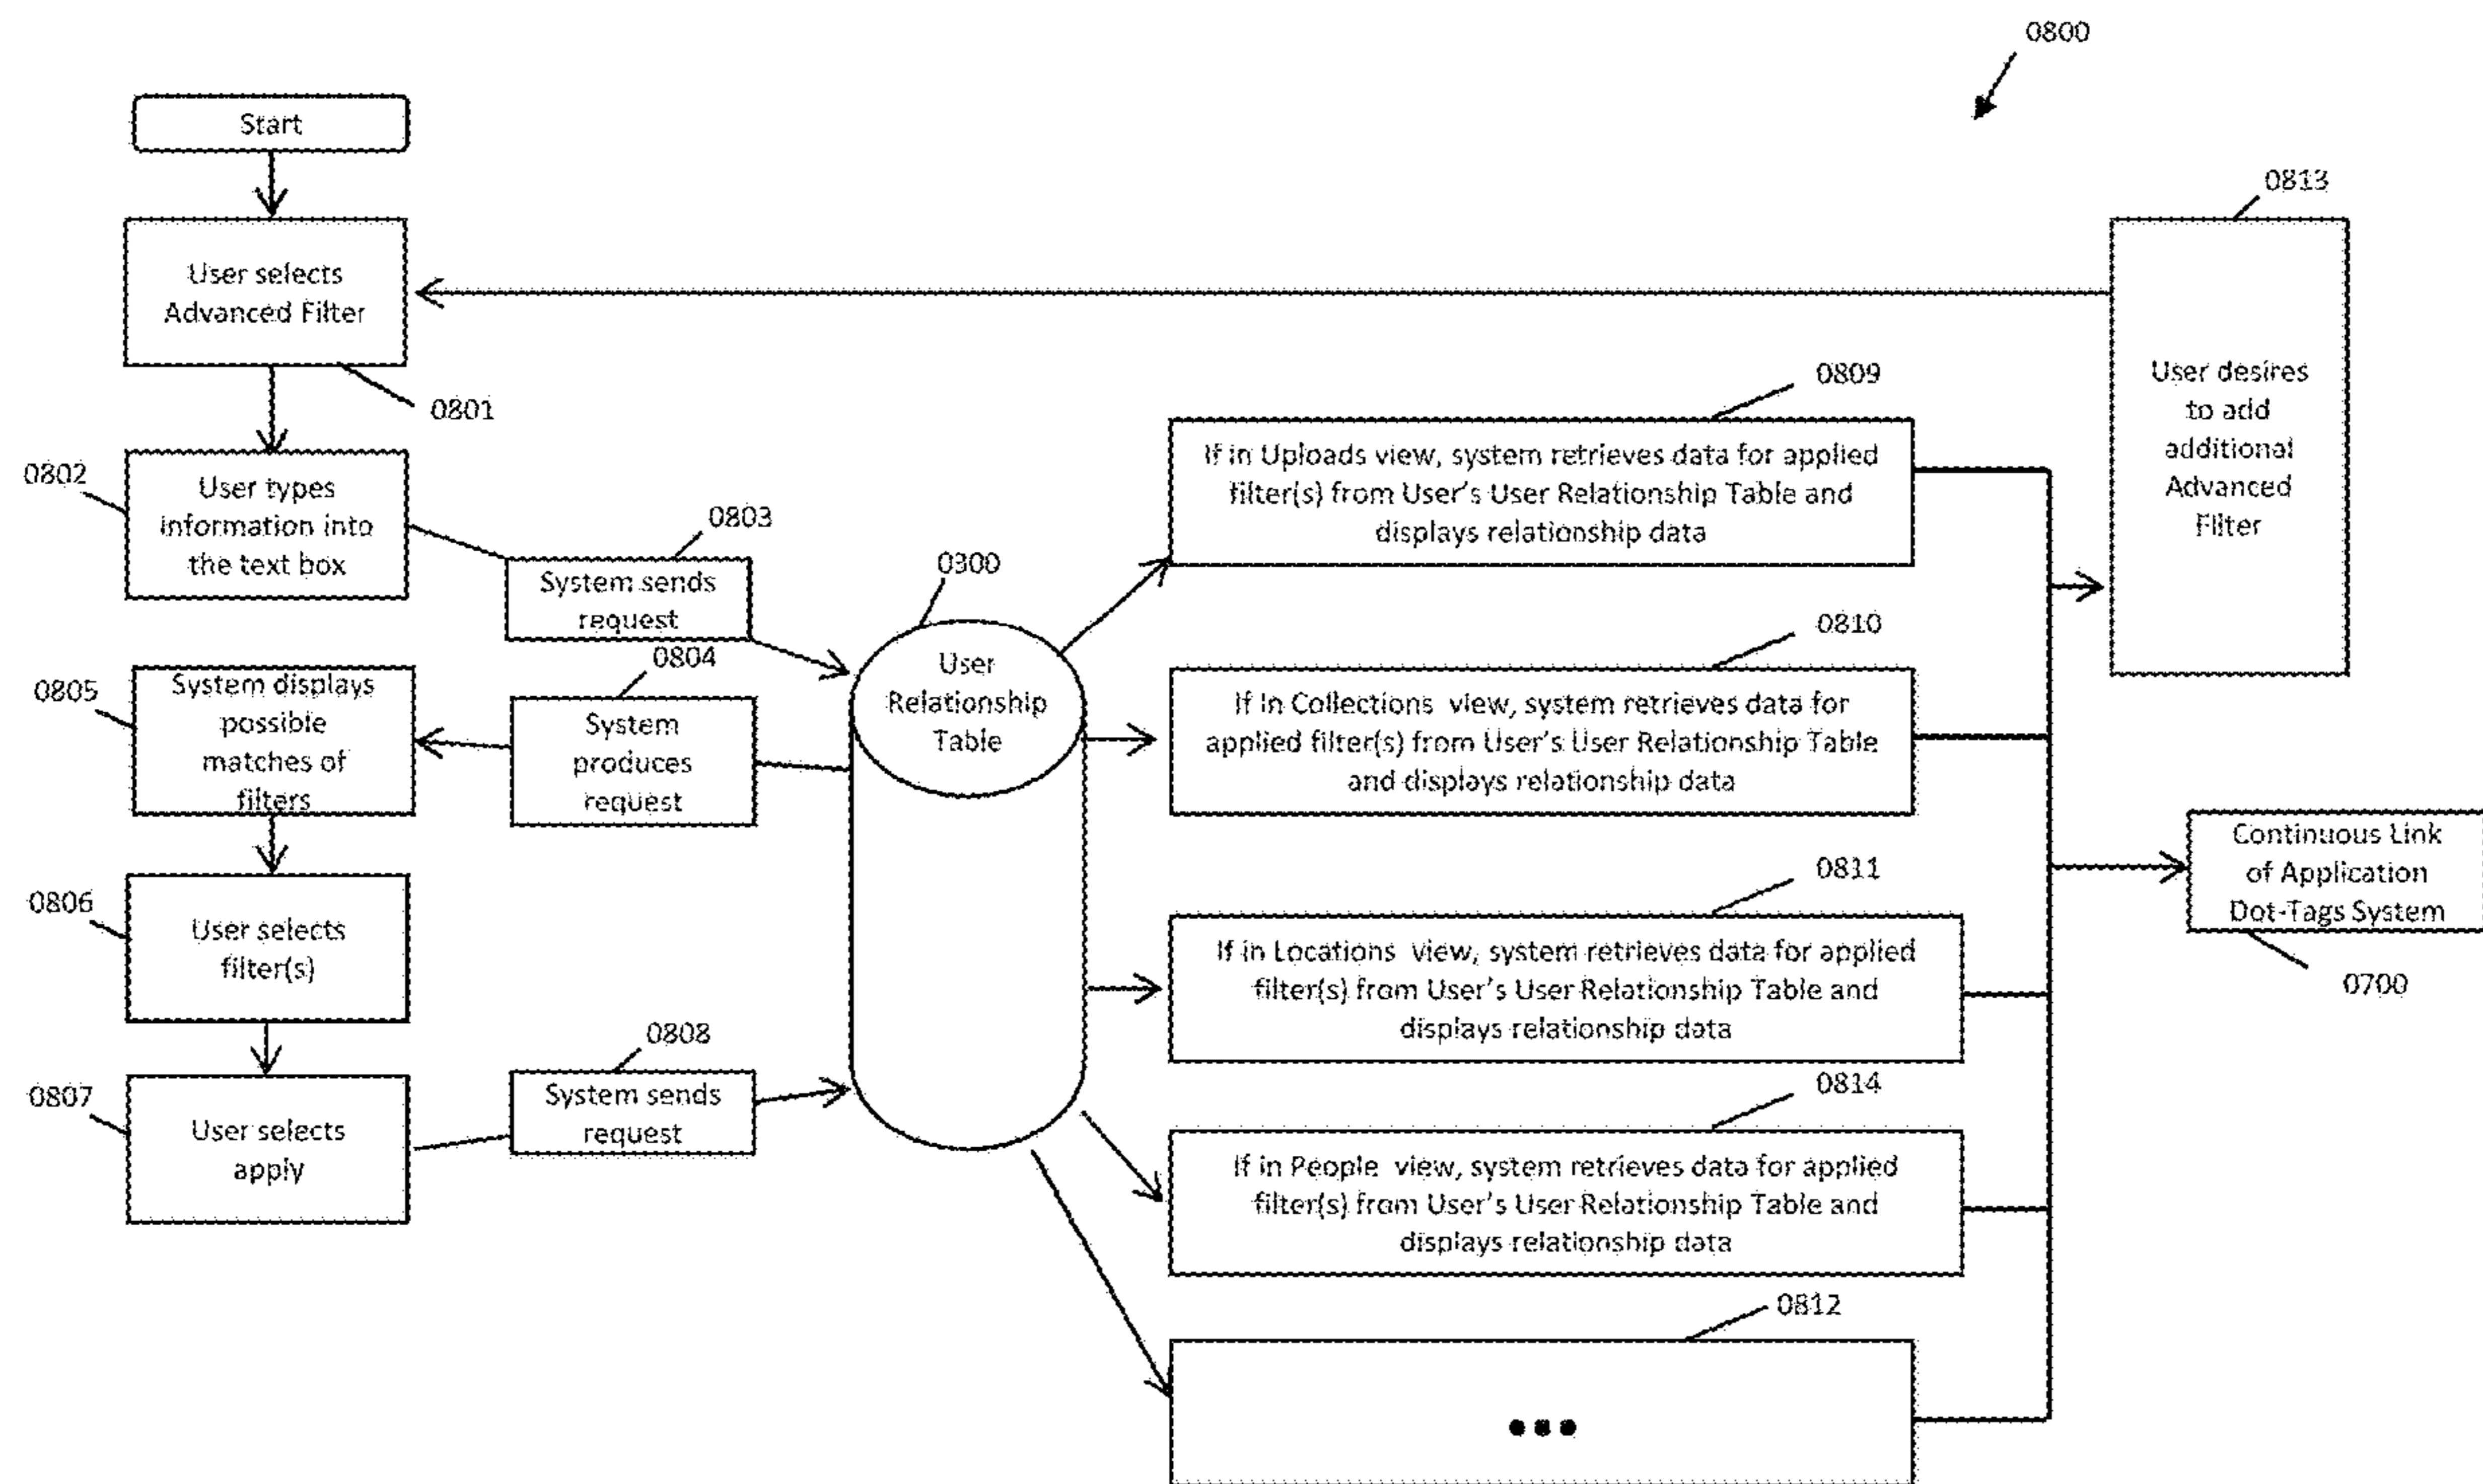 0800
Start
0813
User selects
Advanced Filter
0801
User desires
to add
additional
Advanced
Filter
0809
If in Uploads view, system retrieves data for applied
filter(s) from User's User Relationship Table and
displays relationship data
0802
User types
information into
the text box
0803
System sends
request
0300
User
Relationship
Table
0804
System
produces
request
0805
System displays
possible
matches of
filters
0810
If in Collections view, system retrieves data for
applied filter(s) from User's User Relationship Table
and displays relationship data
Continuous Link
of Application
Dot-Tags System
0700
0806
User selects
filter(s)
0811
If in Locations view, system retrieves data for applied
filter(s) from User's User Relationship Table and
displays relationship data
0807
User selects
apply
0808
System sends
request
0814
If in People view, system retrieves data for applied
filter(s) from User's User Relationship Table and
displays relationship data
0812
•••